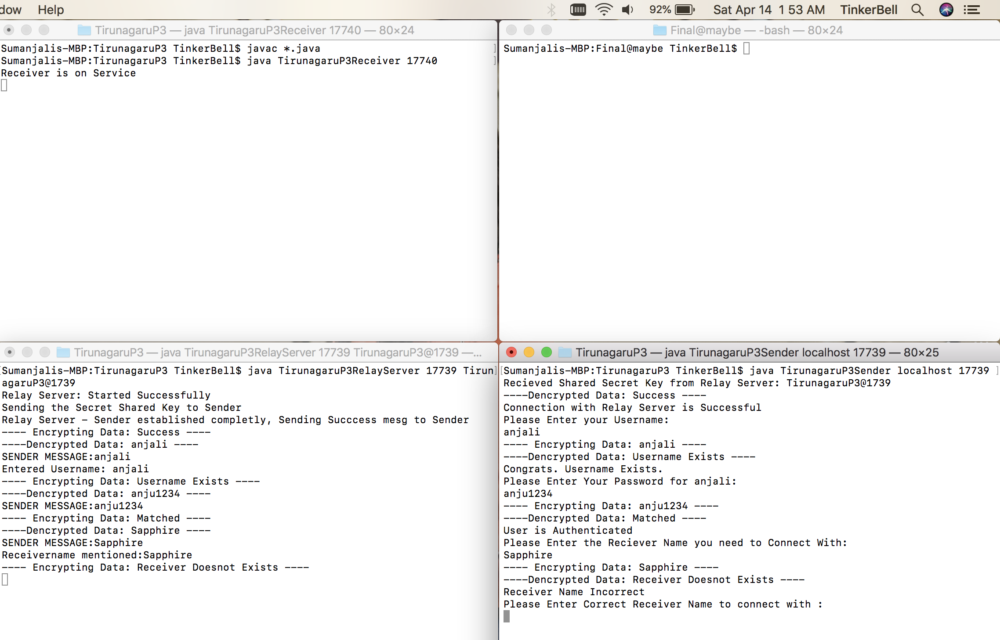 dow Help 92% Sat Apr 14 1 53 AM TinkerBell
TirunagaruP3 — java TirunagaruP3Receiver 17740 — 80×24
Sumanjalis-MBP:TirunagaruP3 TinkerBell$ javac *.java
Sumanjalis-MBP:TirunagaruP3 TinkerBell$ java TirunagaruP3Receiver 17740
Receiver is on Service
Final@maybe — -bash — 80×24
Sumanjalis-MBP:Final@maybe TinkerBell$
TirunagaruP3 — java TirunagaruP3RelayServer 17739 TirunagaruP3@1739 —...
Sumanjalis-MBP:TirunagaruP3 TinkerBell$ java TirunagaruP3RelayServer 17739 Tirun
agaruP3@1739
Relay Server: Started Successfully
Sending the Secret Shared Key to Sender
Relay Server - Sender established completly, Sending Succcess mesg to Sender
---- Encrypting Data: Success ----
----Dencrypted Data: anjali ----
SENDER MESSAGE:anjali
Entered Username: anjali
---- Encrypting Data: Username Exists ----
----Dencrypted Data: anju1234 ----
SENDER MESSAGE:anju1234
---- Encrypting Data: Matched ----
----Dencrypted Data: Sapphire ----
SENDER MESSAGE:Sapphire
Receivername mentioned:Sapphire
---- Encrypting Data: Receiver Doesnot Exists ----
TirunagaruP3 — java TirunagaruP3Sender localhost 17739 — 80×25
Sumanjalis-MBP:TirunagaruP3 TinkerBell$ java TirunagaruP3Sender localhost 17739
Recieved Shared Secret Key from Relay Server: TirunagaruP3@1739
----Dencrypted Data: Success ----
Connection with Relay Server is Successful
Please Enter your Username:
anjali
---- Encrypting Data: anjali ----
----Dencrypted Data: Username Exists ----
Congrats. Username Exists.
Please Enter Your Password for anjali:
anju1234
---- Encrypting Data: anju1234 ----
----Dencrypted Data: Matched ----
User is Authenticated
Please Enter the Reciever Name you need to Connect With:
Sapphire
---- Encrypting Data: Sapphire ----
----Dencrypted Data: Receiver Doesnot Exists ----
Receiver Name Incorrect
Please Enter Correct Receiver Name to connect with :